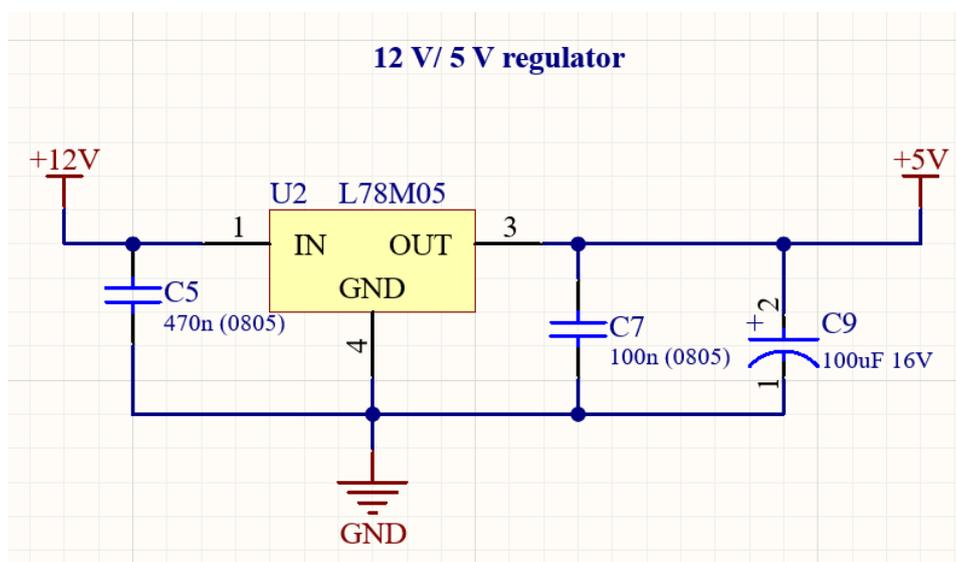 12 V/ 5 V regulator
+12V
+5V
U2 L78M05
1
3
IN OUT
GND
4
C5
470n (0805)
C7
100n (0805)
+
2
C9
100uF 16V
1
GND